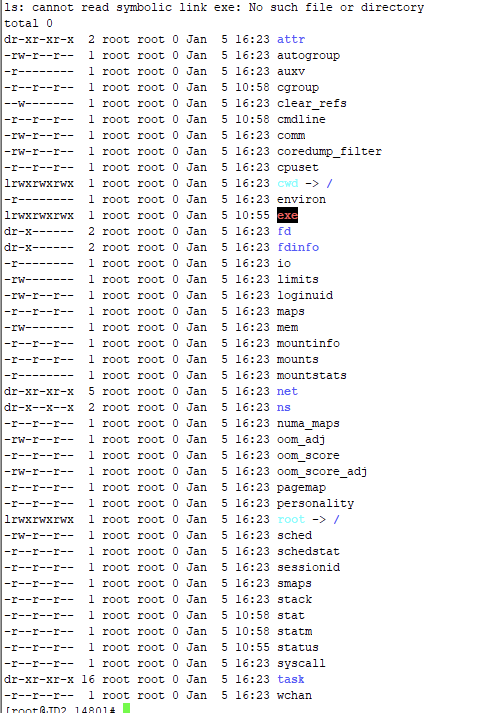 ls: cannot read symbolic link exe: No such file or directory
total 0
dr-xr-xr-x  2 root root 0 Jan  5 16:23 attr
-rw-r--r--  1 root root 0 Jan  5 16:23 autogroup
-r--------  1 root root 0 Jan  5 16:23 auxv
-r--r--r--  1 root root 0 Jan  5 10:58 cgroup
--w-------  1 root root 0 Jan  5 16:23 clear_refs
-r--r--r--  1 root root 0 Jan  5 10:58 cmdline
-rw-r--r--  1 root root 0 Jan  5 16:23 comm
-rw-r--r--  1 root root 0 Jan  5 16:23 coredump_filter
-r--r--r--  1 root root 0 Jan  5 16:23 cpuset
lrwxrwxrwx  1 root root 0 Jan  5 16:23 cwd -> /
-r--------  1 root root 0 Jan  5 16:23 environ
lrwxrwxrwx  1 root root 0 Jan  5 10:55 exe
dr-x------  2 root root 0 Jan  5 16:23 fd
dr-x------  2 root root 0 Jan  5 16:23 fdinfo
-r--------  1 root root 0 Jan  5 16:23 io
-rw-------  1 root root 0 Jan  5 16:23 limits
-rw-r--r--  1 root root 0 Jan  5 16:23 loginuid
-r--r--r--  1 root root 0 Jan  5 16:23 maps
-rw-------  1 root root 0 Jan  5 16:23 mem
-r--r--r--  1 root root 0 Jan  5 16:23 mountinfo
-r--r--r--  1 root root 0 Jan  5 16:23 mounts
-r--------  1 root root 0 Jan  5 16:23 mountstats
dr-xr-xr-x  5 root root 0 Jan  5 16:23 net
dr-x--x--x  2 root root 0 Jan  5 16:23 ns
-r--r--r--  1 root root 0 Jan  5 16:23 numa_maps
-rw-r--r--  1 root root 0 Jan  5 16:23 oom_adj
-r--r--r--  1 root root 0 Jan  5 16:23 oom_score
-rw-r--r--  1 root root 0 Jan  5 16:23 oom_score_adj
-r--r--r--  1 root root 0 Jan  5 16:23 pagemap
-r--r--r--  1 root root 0 Jan  5 16:23 personality
lrwxrwxrwx  1 root root 0 Jan  5 16:23 root -> /
-rw-r--r--  1 root root 0 Jan  5 16:23 sched
-r--r--r--  1 root root 0 Jan  5 16:23 schedstat
-r--r--r--  1 root root 0 Jan  5 16:23 sessionid
-r--r--r--  1 root root 0 Jan  5 16:23 smaps
-r--r--r--  1 root root 0 Jan  5 16:23 stack
-r--r--r--  1 root root 0 Jan  5 10:58 stat
-r--r--r--  1 root root 0 Jan  5 10:58 statm
-r--r--r--  1 root root 0 Jan  5 10:55 status
-r--r--r--  1 root root 0 Jan  5 16:23 syscall
dr-xr-xr-x 16 root root 0 Jan  5 16:23 task
-r--r--r--  1 root root 0 Jan  5 16:23 wchan
[root@JD2 1480]#